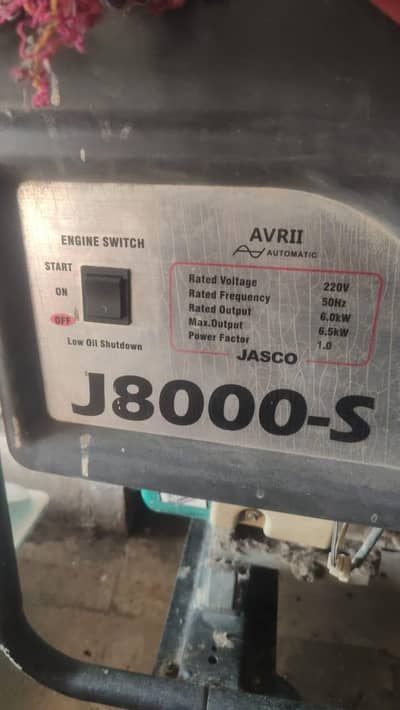 ENGINE SWITCH
START
ON
OFF
Low Oil Shutdown
AVRII
AUTOMATIC
Rated Voltage 220V
Rated Frequency 50Hz
Rated Output 6.0kW
Max.Output 6.5kW
Power Factor 1.0
JASCO
J8000-S